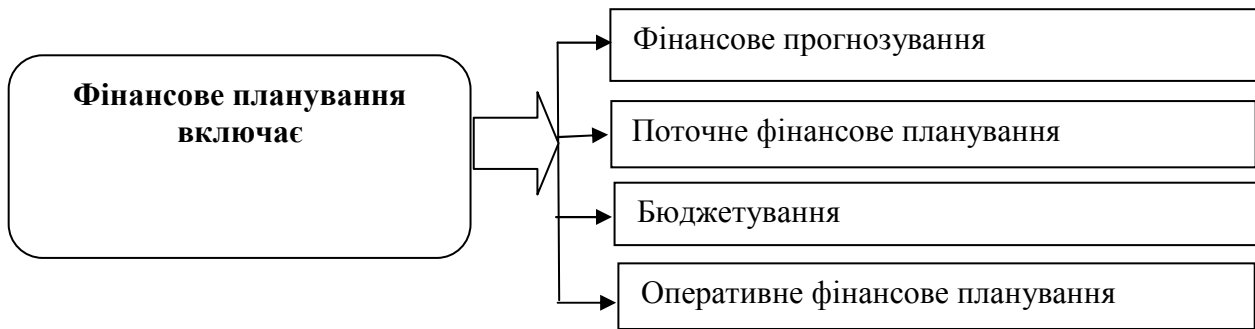 Фінансове планування
включає
Фінансове прогнозування
Поточне фінансове планування
Бюджетування
Оперативне фінансове планування